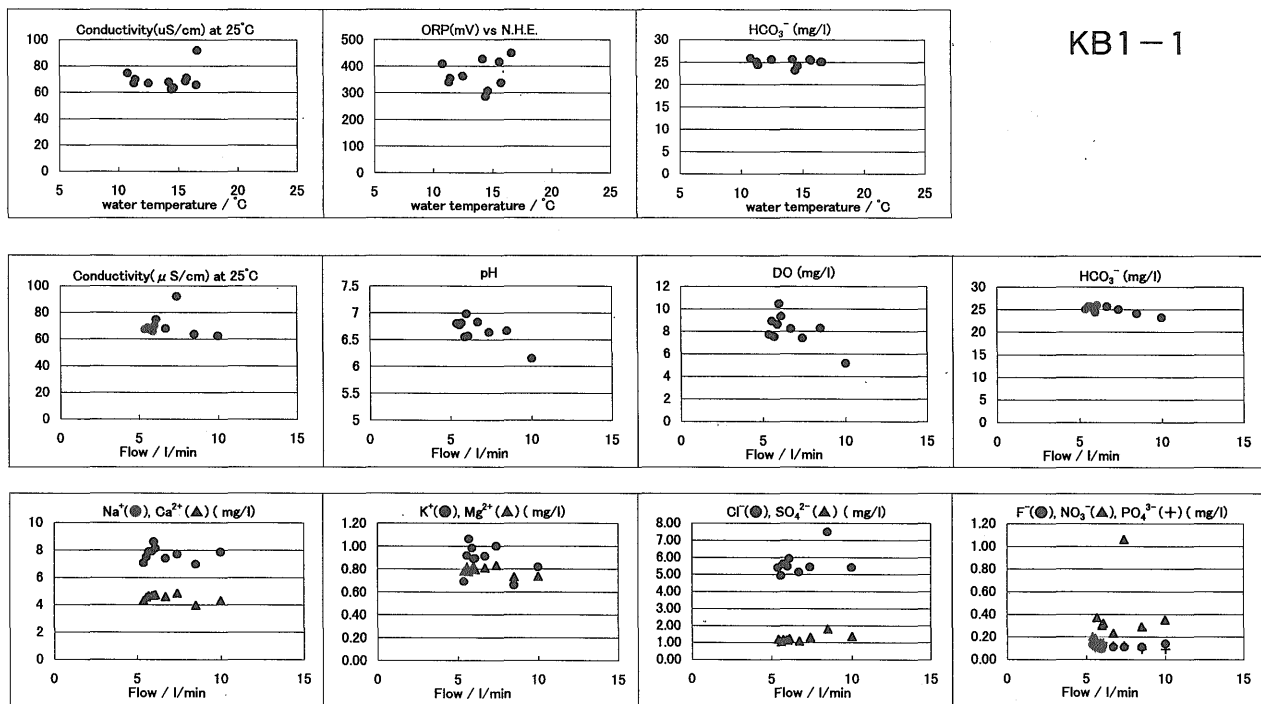 KB1-1
Conductivity(uS/cm) at 25°C
100
80
60
40
20
0
5 10 15 20 25
water temperature / °C
ORP(mV) vs N.H.E.
500
400
300
200
100
0
5 10 15 20 25
water temperature / °C
HCO₃⁻ (mg/l)
30
25
20
15
10
5
0
5 10 15 20 25
water temperature / °C
Conductivity(μ S/cm) at 25°C
100
80
60
40
20
0
0 5 10 15
Flow / l/min
pH
7.5
7
6.5
6
5.5
5
0 5 10 15
Flow / l/min
DO (mg/l)
12
10
8
6
4
2
0
0 5 10 15
Flow / l/min
HCO₃⁻ (mg/l)
30
25
20
15
10
5
0
0 5 10 15
Flow / l/min
Na⁺(●), Ca²⁺(▲) ( mg/l)
10
8
6
4
2
0
0 5 10 15
Flow / l/min
K⁺(●), Mg²⁺(▲) ( mg/l)
1.20
1.00
0.80
0.60
0.40
0.20
0.00
0 5 10 15
Flow / l/min
Cl⁻(●), SO₄²⁻(▲) ( mg/l)
8.00
7.00
6.00
5.00
4.00
3.00
2.00
1.00
0.00
0 5 10 15
Flow / l/min
F⁻(●), NO₃⁻(▲), PO₄³⁻(+) ( mg/l)
1.20
1.00
0.80
0.60
0.40
0.20
0.00
0 5 10 15
Flow / l/min